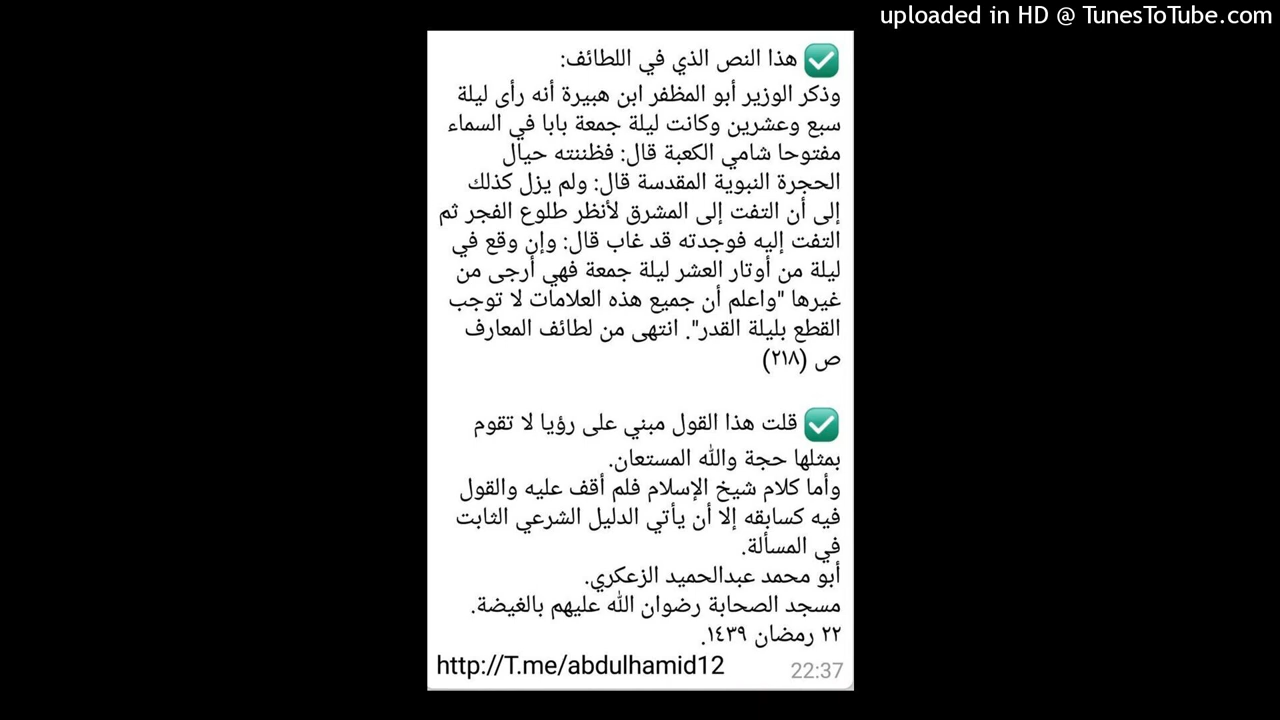 uploaded in HD @ TunesToTube.com
✅ هذا النص الذي في اللطائف:
وذكر الوزير أبو المظفر ابن هبيرة أنه رأى ليلة
سبع وعشرين وكانت ليلة جمعة بابا في السماء
مفتوحا شامي الكعبة قال: فظننته حيال
الحجرة النبوية المقدسة قال: ولم يزل كذلك
إلى أن التفت إلى المشرق لأنظر طلوع الفجر ثم
التفت إليه فوجدته قد غاب قال: وإن وقع في
ليلة من أوتار العشر ليلة جمعة فهي أرجى من
غيرها "واعلم أن جميع هذه العلامات لا توجب
القطع بليلة القدر". انتهى من لطائف المعارف
ص (٢١٨)
✅ قلت هذا القول مبني على رؤيا لا تقوم
بمثلها حجة والله المستعان.
وأما كلام شيخ الإسلام فلم أقف عليه والقول
فيه كسابقه إلا أن يأتي الدليل الشرعي الثابت
في المسألة.
أبو محمد عبدالحميد الزعكري.
مسجد الصحابة رضوان الله عليهم بالغيضة.
٢٢ رمضان ١٤٣٩.
http://T.me/abdulhamid12
22:37